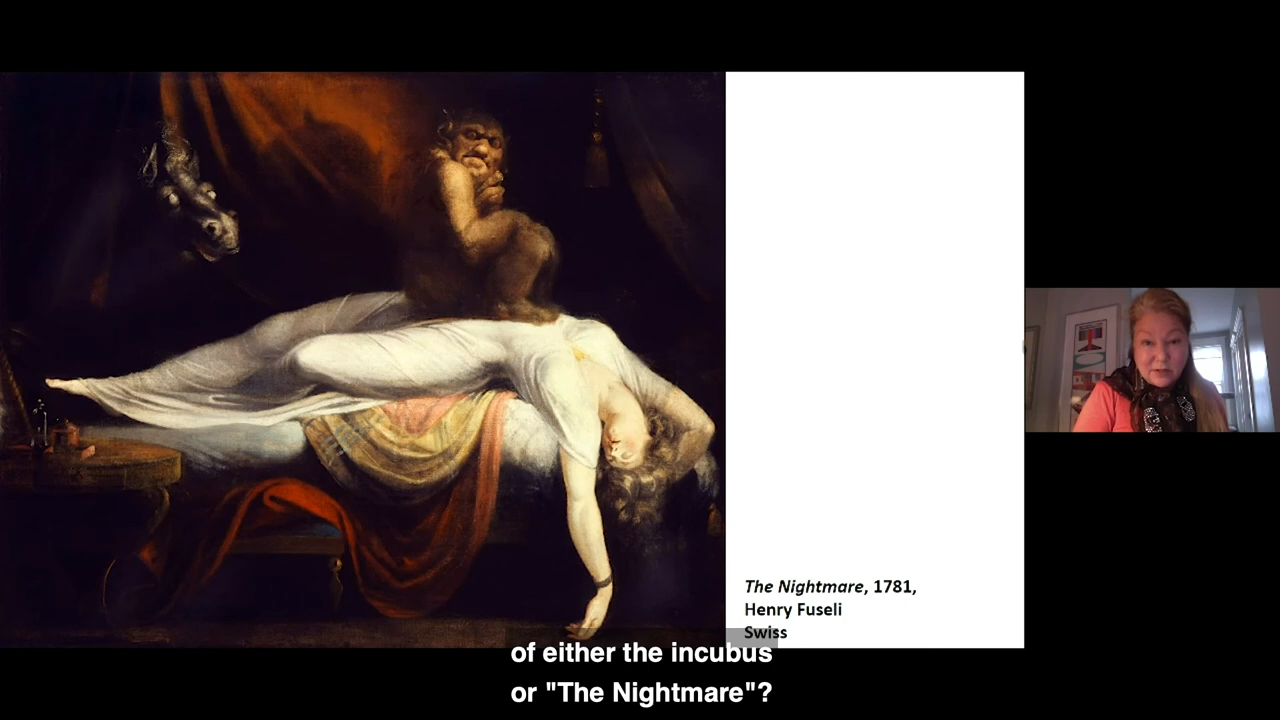 The Nightmare, 1781,
Henry Fuseli
Swiss
of either the incubus
or "The Nightmare"?